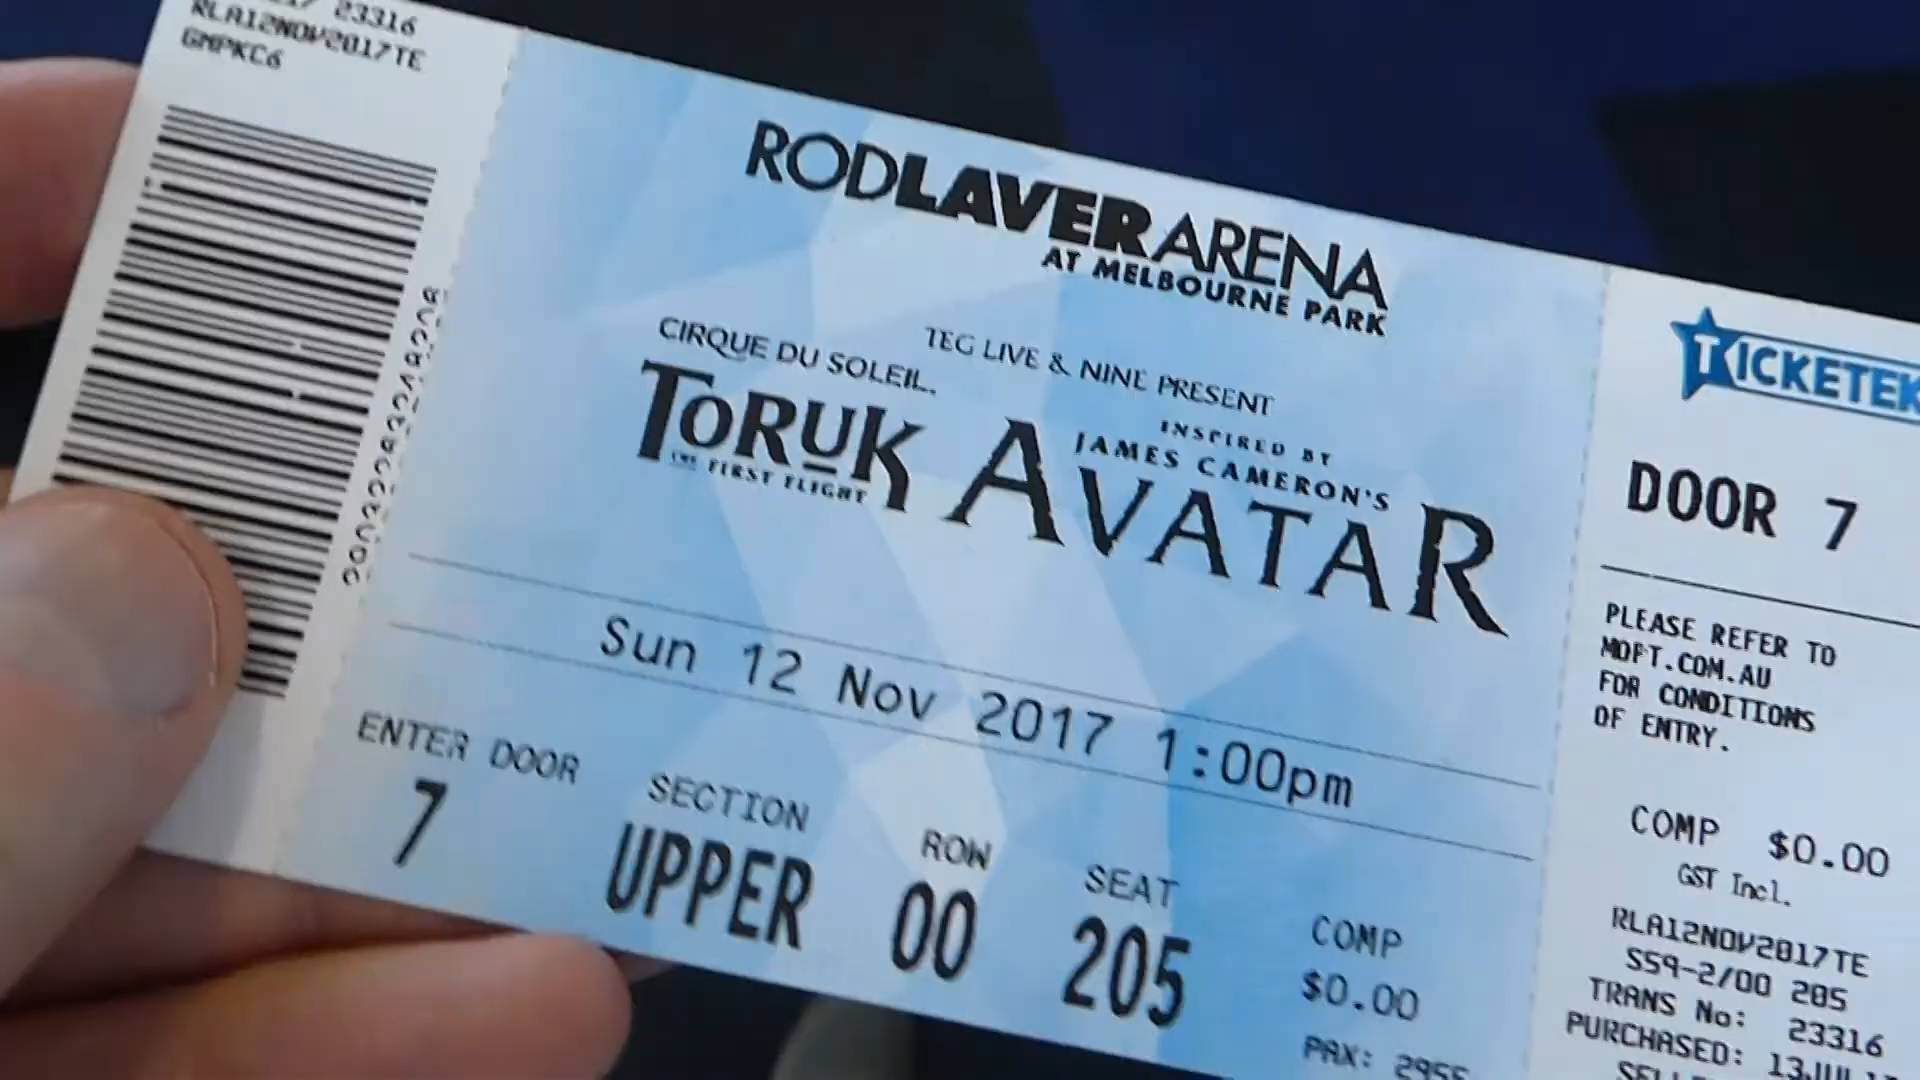 23316
RLA12NOV2017TE
GMPKC6
RODLAVERARENA
AT MELBOURNE PARK
TEG LIVE & NINE PRESENT
CIRQUE DU SOLEIL.
TORUK
THE FIRST FLIGHT
INSPIRED BY
JAMES CAMERON'S
AVATAR
Sun 12 Nov 2017 1:00pm
ENTER DOOR
7
SECTION
UPPER
ROW
00
SEAT
205
COMP
$0.00
PAX:
TICKETEK
DOOR 7
PLEASE REFER TO
MOPT.COM.AU
FOR CONDITIONS
OF ENTRY.
COMP $0.00
GST Incl.
RLA12NOV2017TE
S59-2/00 205
TRANS No: 23316
PURCHASED: